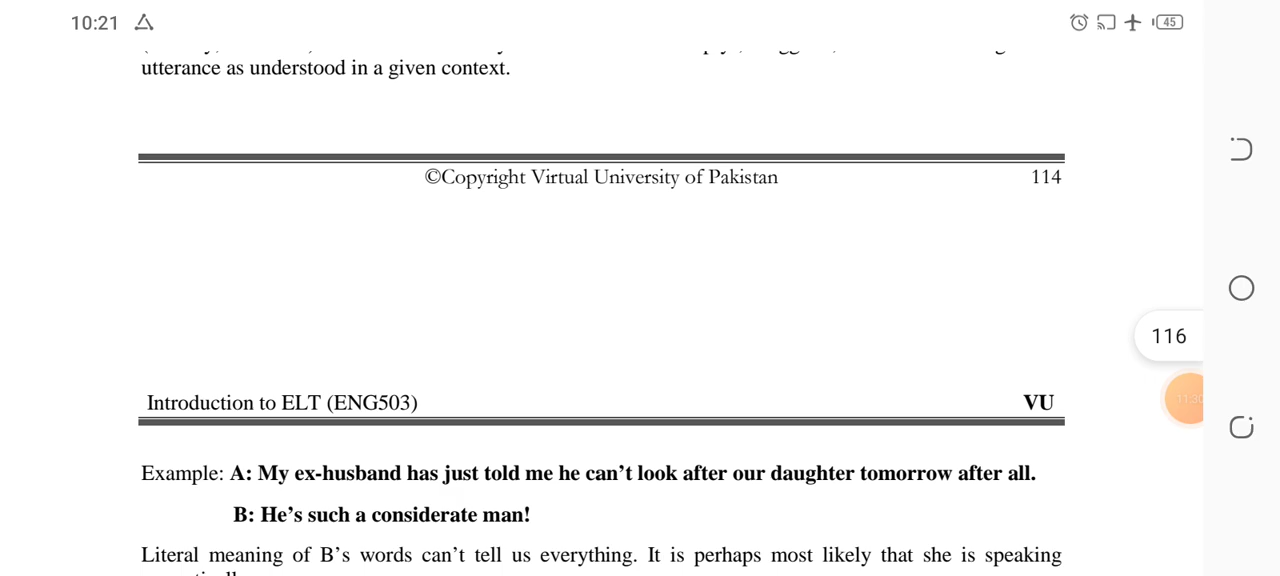 10:21
45
utterance as understood in a given context.
©Copyright Virtual University of Pakistan 114
116
11:30
Introduction to ELT (ENG503) VU
Example: A: My ex-husband has just told me he can’t look after our daughter tomorrow after all.
B: He’s such a considerate man!
Literal meaning of B’s words can’t tell us everything. It is perhaps most likely that she is speaking